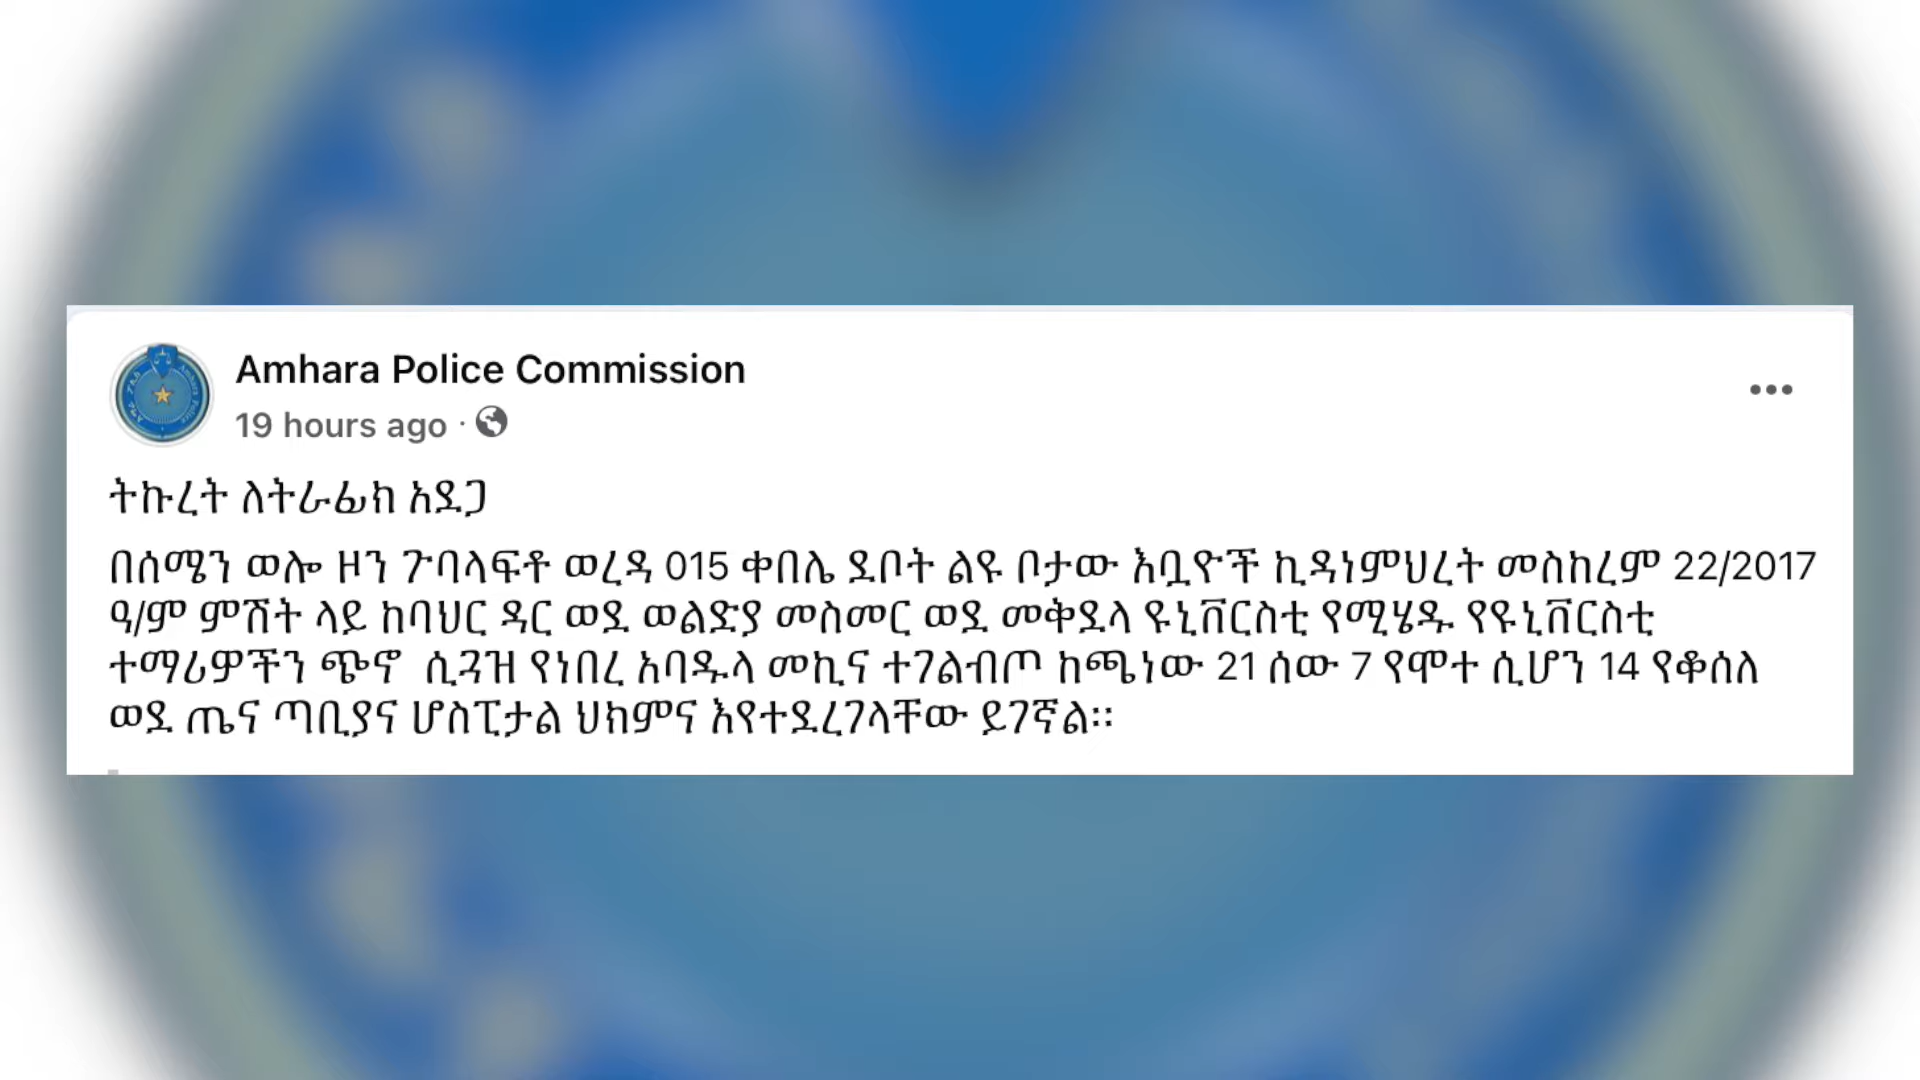 Amhara Police Commission
19 hours ago ·
ትኩረት ለትራፊክ አደጋ
በሰሜን ወሎ ዞን ጉባላፍቶ ወረዳ 015 ቀበሌ ደቦት ልዩ ቦታው እቧዮች ኪዳነምህረት መስከረም 22/2017
ዓ/ም ምሽት ላይ ከባህር ዳር ወደ ወልድያ መስመር ወደ መቅደላ ዩኒቨርስቲ የሚሄዱ የዩኒቨርስቲ
ተማሪዎችን ጭኖ ሲጓዝ የነበረ አባዱላ መኪና ተገልብጦ ከጫነው 21 ሰው 7 የሞተ ሲሆን 14 የቆሰለ
ወደ ጤና ጣቢያና ሆስፒታል ህክምና እየተደረገላቸው ይገኛል።